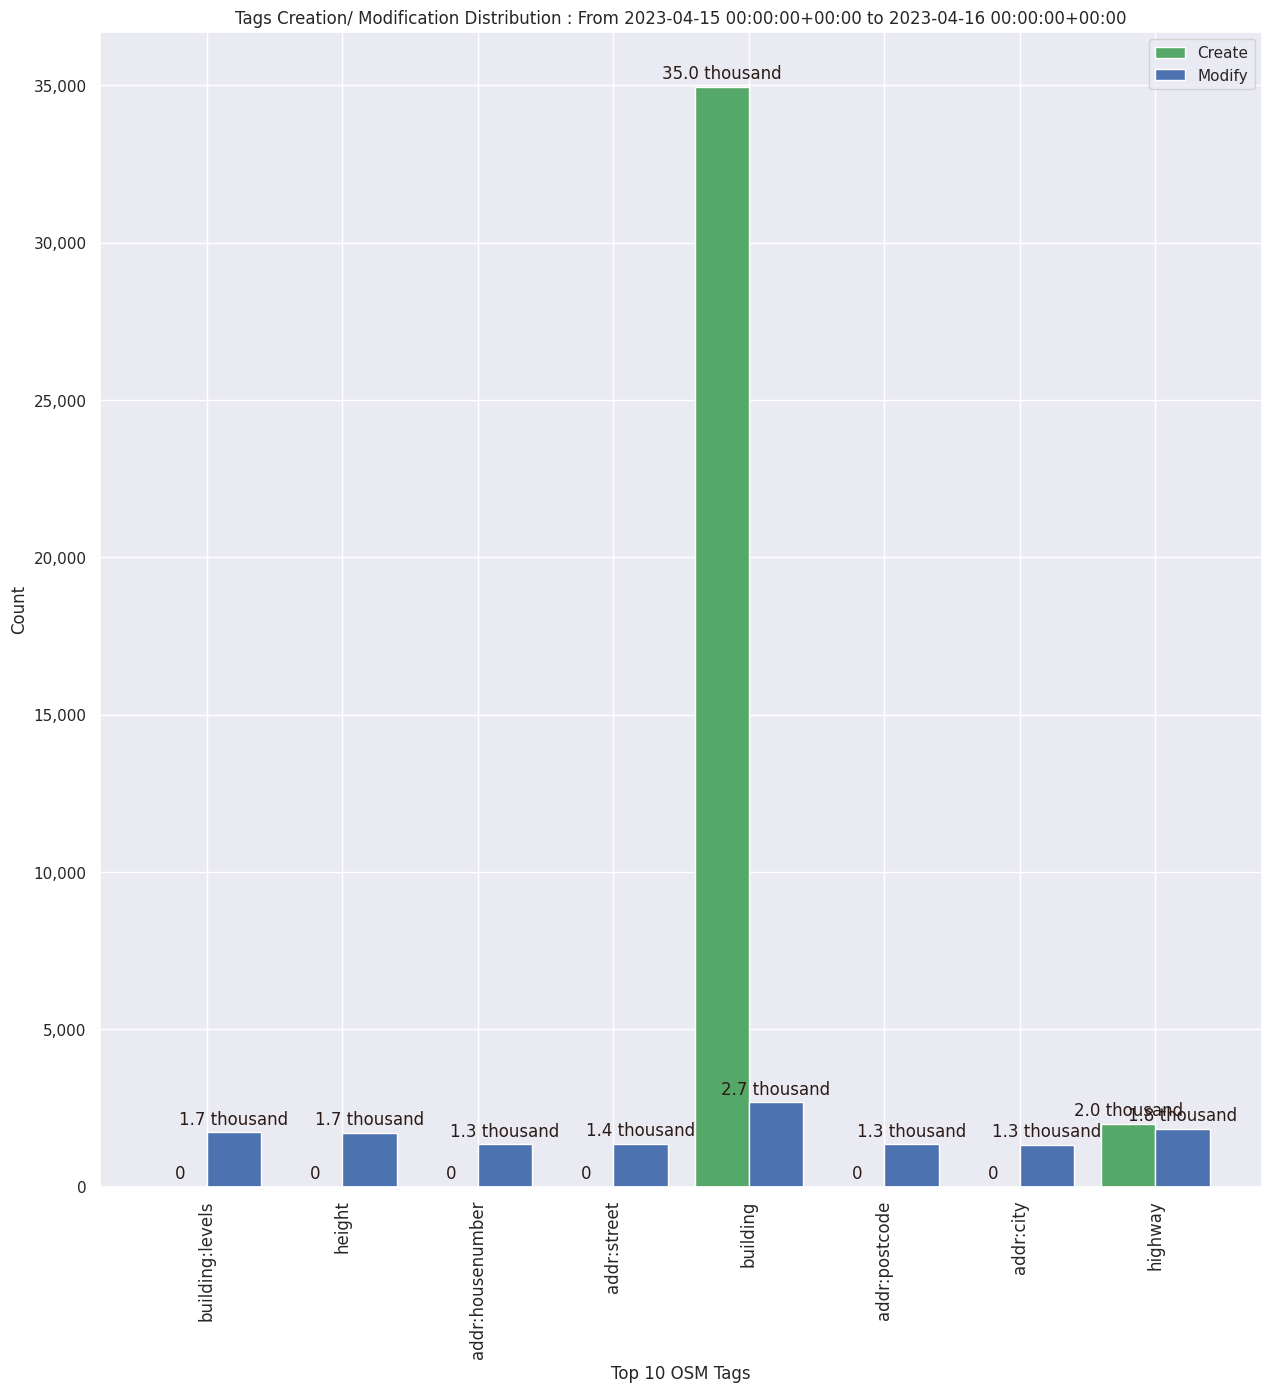 Tags Creation/ Modification Distribution : From 2023-04-15 00:00:00+00:00 to 2023-04-16 00:00:00+00:00
Create
Modify
35.0 thousand
35,000
30,000
25,000
20,000
15,000
10,000
5,000
0
Count
1.7 thousand
1.7 thousand
1.3 thousand
1.4 thousand
2.7 thousand
1.3 thousand
1.3 thousand
2.0 thousand
1.8 thousand
0
0
0
0
0
0
building:levels
height
addr:housenumber
addr:street
building
addr:postcode
addr:city
highway
Top 10 OSM Tags